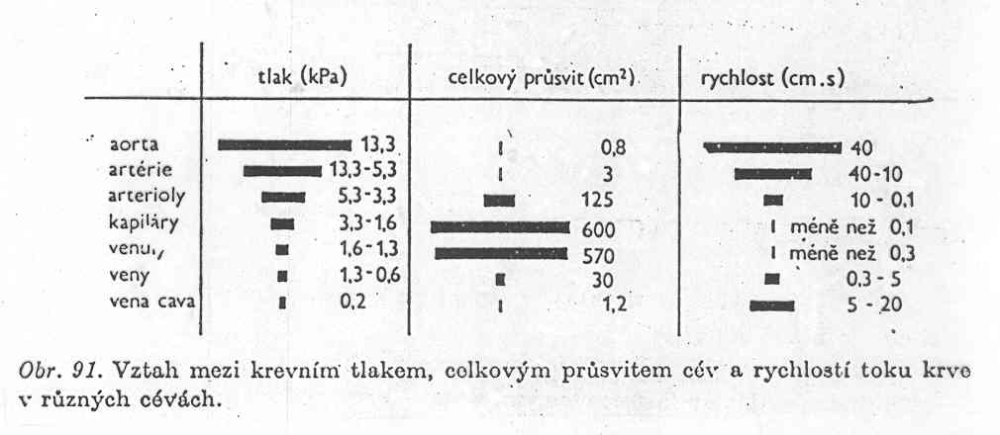 tlak (kPa) celkový průsvit (cm²) rychlost (cm.s)
aorta 13,3 0,8 40
artérie 13,3-5,3 3 40-10
arterioly 5,3-3,3 125 10 - 0,1
kapiláry 3,3-1,6 600 méně než 0,1
1,6-1,3 570 méně než 0,3
veny 1,3-0,6 30 0,3 - 5
vena cava 0,2 1,2 5 - 20
Obr. 91. Vztah mezi krevním tlakem, celkovým průsvitem cév a rychlostí toku krve
v různých cévách.